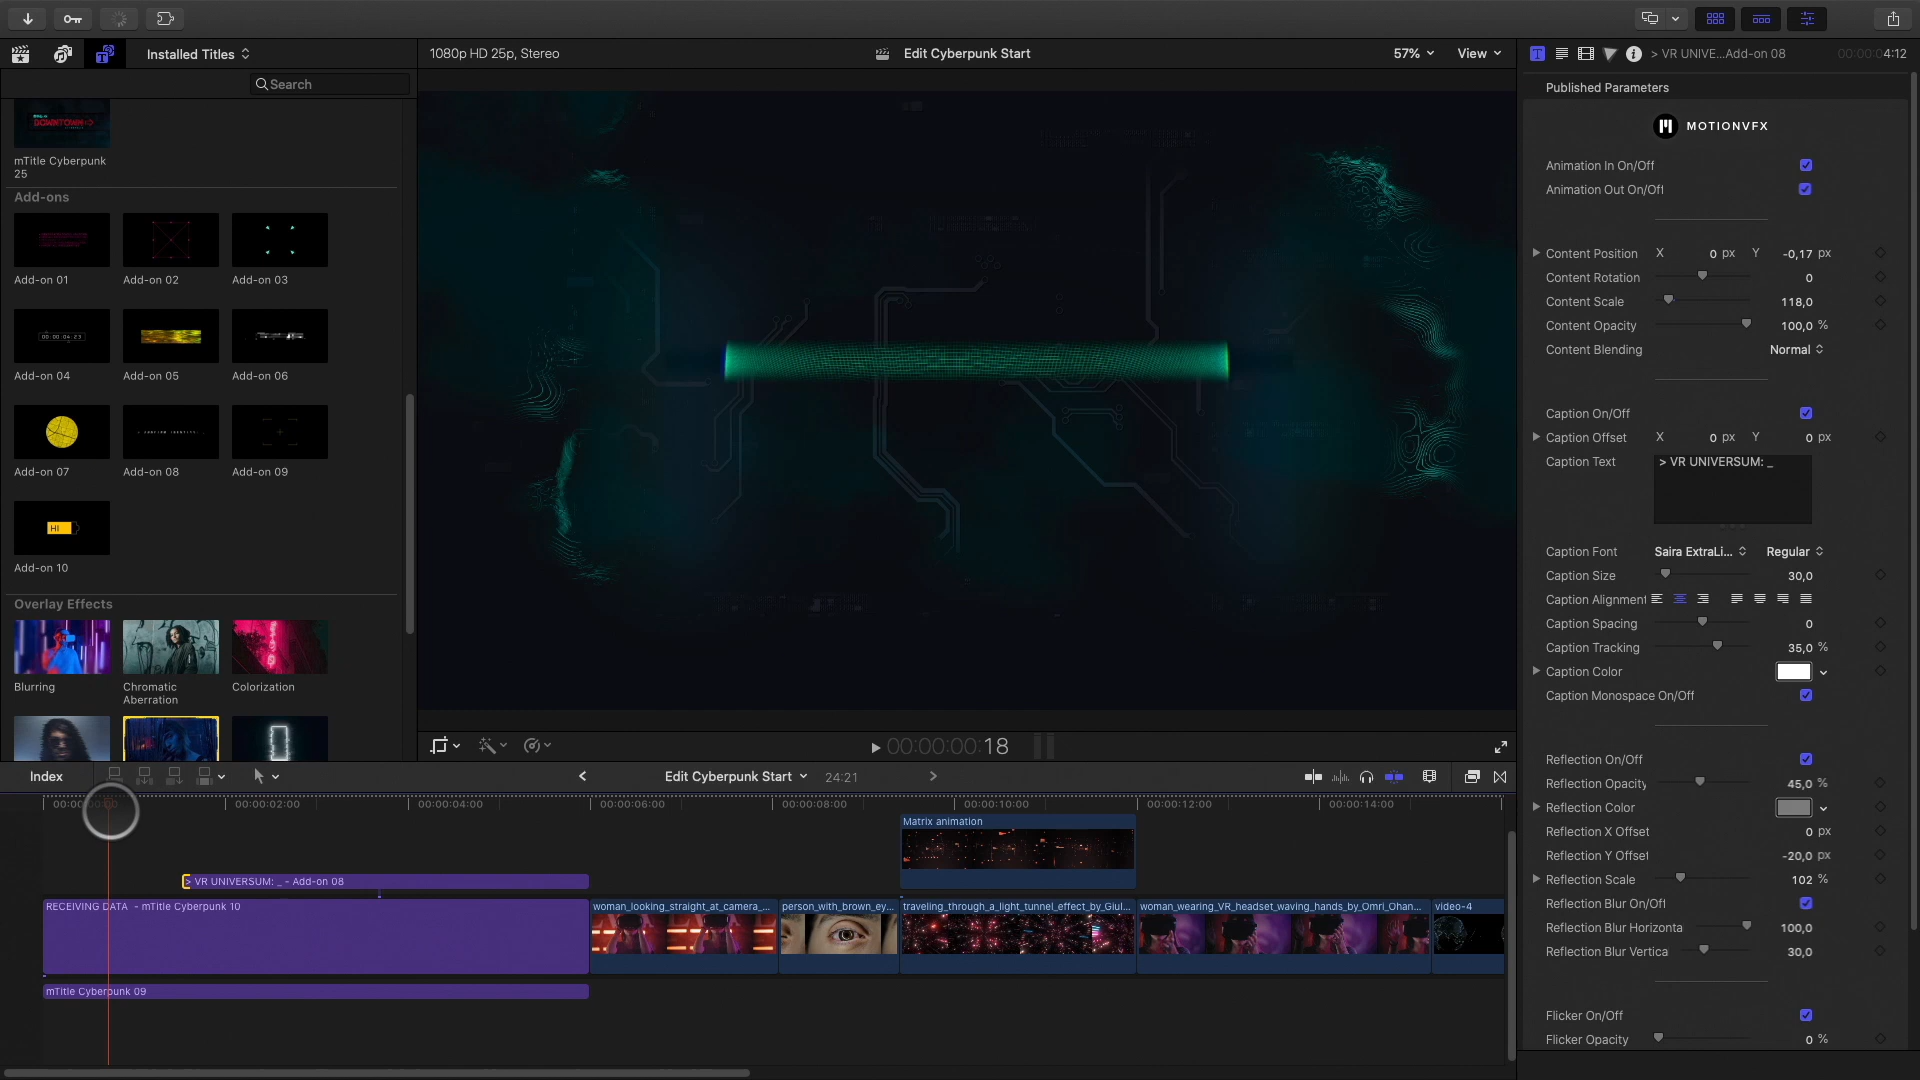 Installed Titles
1080p HD 25p, Stereo
Edit Cyberpunk Start
57%
View
> VR UNIVE...Add-on 08
00:00:04:12
Search
Published Parameters
MOTIONVFX
DOWNTOWN
mTitle Cyberpunk
25
Add-ons
Add-on 01
Add-on 02
Add-on 03
00:00:04:23
Add-on 04
Add-on 05
Add-on 06
Add-on 07
Add-on 08
Add-on 09
HI
Add-on 10
Overlay Effects
Blurring
Chromatic
Aberration
Colorization
Animation In On/Off
Animation Out On/Off
Content Position X 0 px Y -0,17 px
Content Rotation 0
Content Scale 118,0
Content Opacity 100,0 %
Content Blending Normal
Caption On/Off
Caption Offset X 0 px Y 0 px
Caption Text > VR UNIVERSUM: _
Caption Font Saira ExtraLi... Regular
Caption Size 30,0
Caption Alignment
Caption Spacing 0
Caption Tracking 35,0 %
Caption Color
Caption Monospace On/Off
Reflection On/Off
Reflection Opacity 45,0 %
Reflection Color
Reflection X Offset 0 px
Reflection Y Offset -20,0 px
Reflection Scale 102 %
Reflection Blur On/Off
Reflection Blur Horizonta 100,0
Reflection Blur Vertica 30,0
Flicker On/Off
Flicker Opacity 0 %
00:00:00:18
Index
Edit Cyberpunk Start
24:21
00:00:00:00
00:00:02:00
00:00:04:00
00:00:06:00
00:00:08:00
00:00:10:00
00:00:12:00
00:00:14:00
Matrix animation
> VR UNIVERSUM: _ - Add-on 08
RECEIVING DATA - mTitle Cyberpunk 10
woman_looking_straight_at_camera_...
person_with_brown_ey...
traveling_through_a_light_tunnel_effect_by_Giul...
woman_wearing_VR_headset_waving_hands_by_Omri_Ohan...
video-4
mTitle Cyberpunk 09